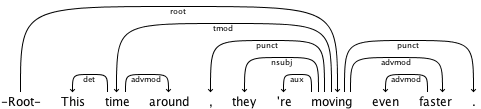 root
tmod
punct punct
nsubj advmod
det advmod aux advmod
-Root- This time around , they 're moving even faster .